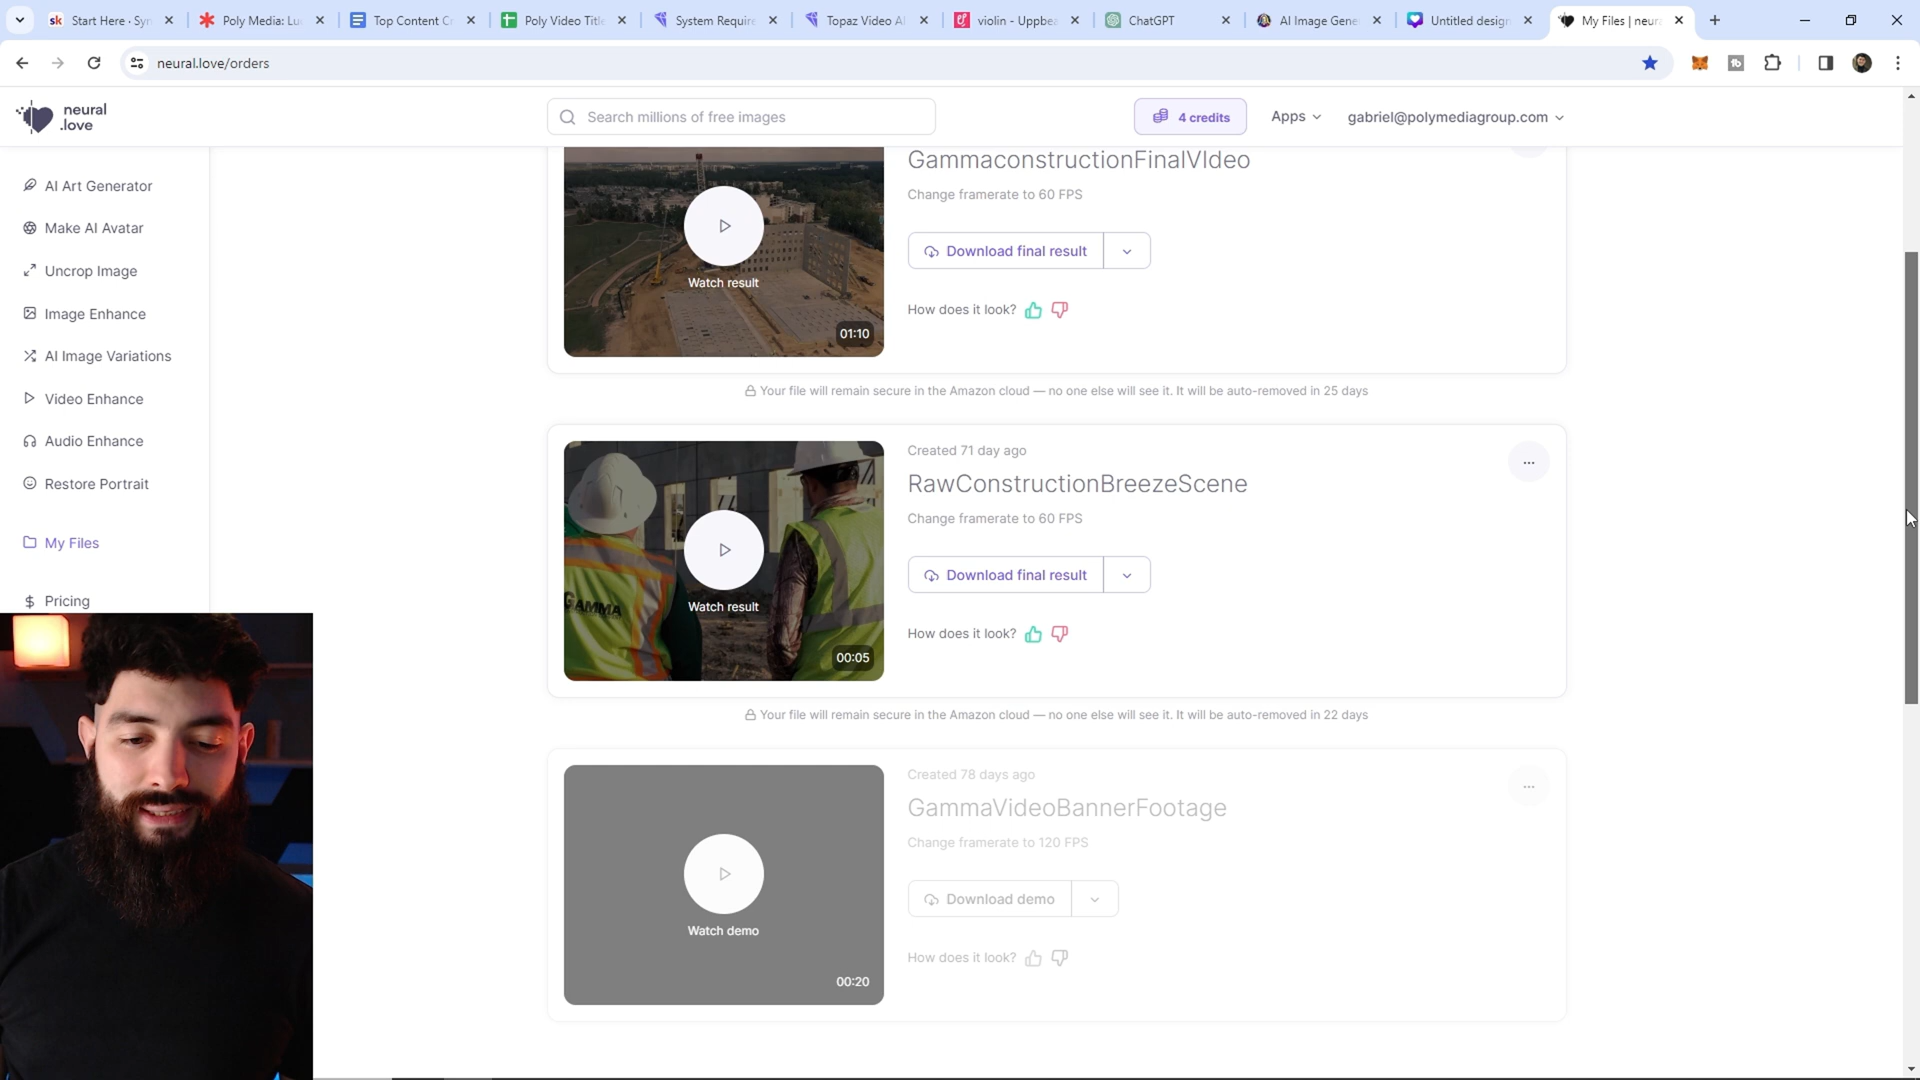 Start Here · Syn
Poly Media: Lu
Top Content C
Poly Video Title
System Require
Topaz Video AI
violin - Uppbea
ChatGPT
AI Image Gene
Untitled design
My Files | neura
neural.love/orders
neural
.love
Search millions of free images
4 credits
Apps
gabriel@polymediagroup.com
AI Art Generator
Make AI Avatar
Uncrop Image
Image Enhance
AI Image Variations
Video Enhance
Audio Enhance
Restore Portrait
My Files
Pricing
GammaconstructionFinalVIdeo
Change framerate to 60 FPS
Watch result
Download final result
How does it look?
01:10
Your file will remain secure in the Amazon cloud — no one else will see it. It will be auto-removed in 25 days
Created 71 day ago
RawConstructionBreezeScene
Change framerate to 60 FPS
GAMMA
Watch result
Download final result
How does it look?
00:05
Your file will remain secure in the Amazon cloud — no one else will see it. It will be auto-removed in 22 days
Created 78 days ago
GammaVideoBannerFootage
Change framerate to 120 FPS
Watch demo
Download demo
How does it look?
00:20